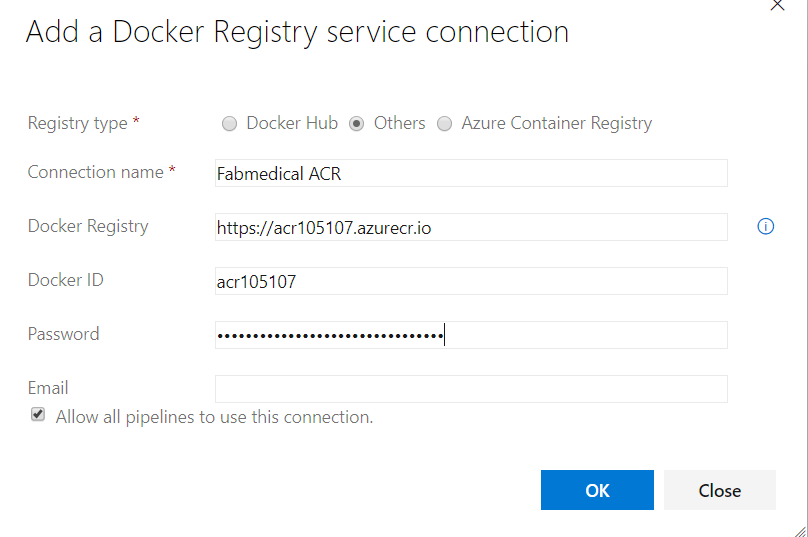 Add a Docker Registry service connection
Registry type * Docker Hub Others Azure Container Registry
Connection name * Fabmedical ACR
Docker Registry https://acr105107.azurecr.io
Docker ID acr105107
Password ••••••••••••••••••••••••••••••••
Email
Allow all pipelines to use this connection.
OK Close